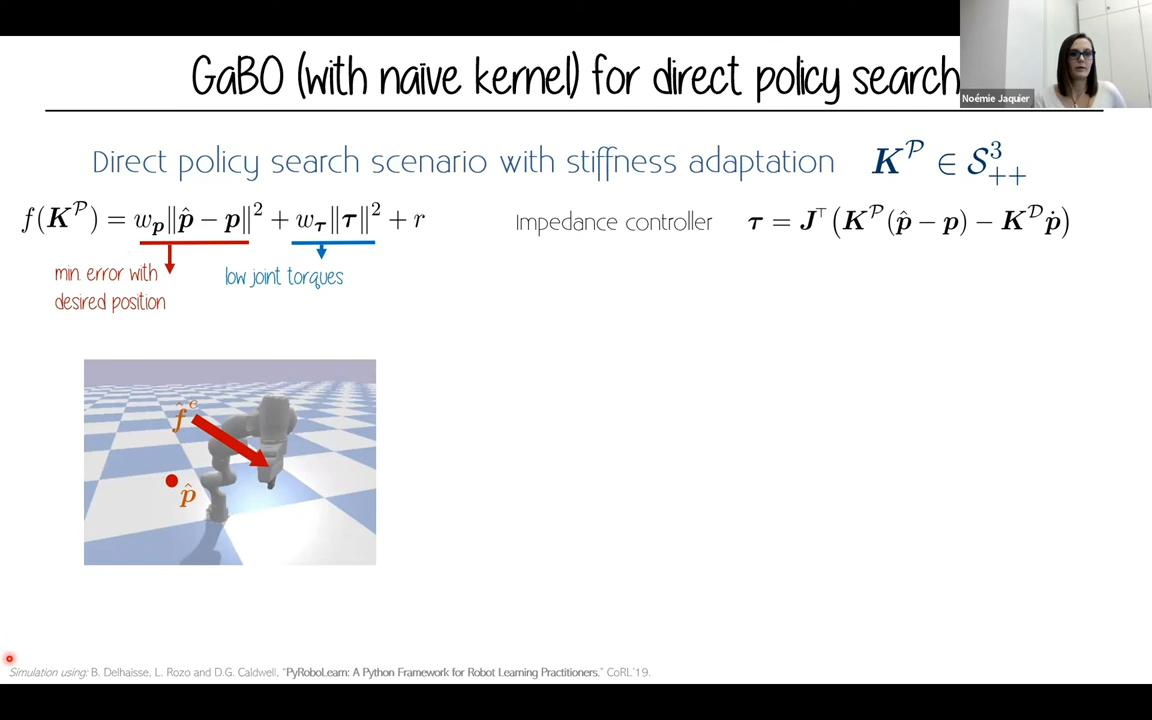 GaBO (with naïve kernel) for direct policy search
Noémie Jaquier
Direct policy search scenario with stiffness adaptation K^𝒫 ∈ 𝒮^3_{++}
f(K^𝒫) = w_p‖p̂ − p‖² + w_τ‖τ‖² + r
Impedance controller τ = J^⊤(K^𝒫(p̂ − p) − K^𝒟ṗ)
min. error with
desired position
low joint torques
f̂^e
p̂
Simulation using: B. Delhaisse, L. Rozo and D.G. Caldwell, "PyRoboLearn: A Python Framework for Robot Learning Practitioners." CoRL'19.